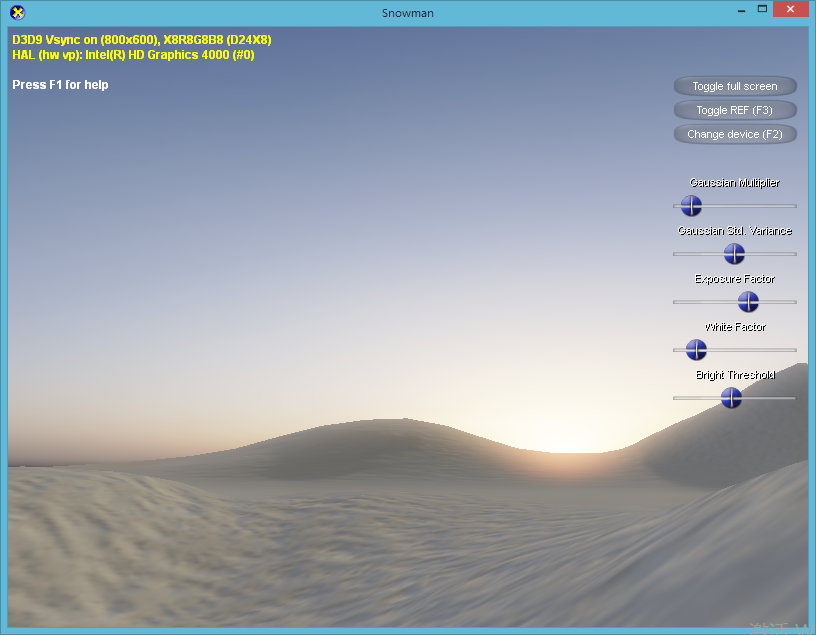 Snowman
D3D9 Vsync on (800x600), X8R8G8B8 (D24X8)
HAL (hw vp): Intel(R) HD Graphics 4000 (#0)
Press F1 for help
Toggle full screen
Toggle REF (F3)
Change device (F2)
Gaussian Multiplier
Gaussian Std. Variance
Exposure Factor
White Factor
Bright Threshold
激活 W